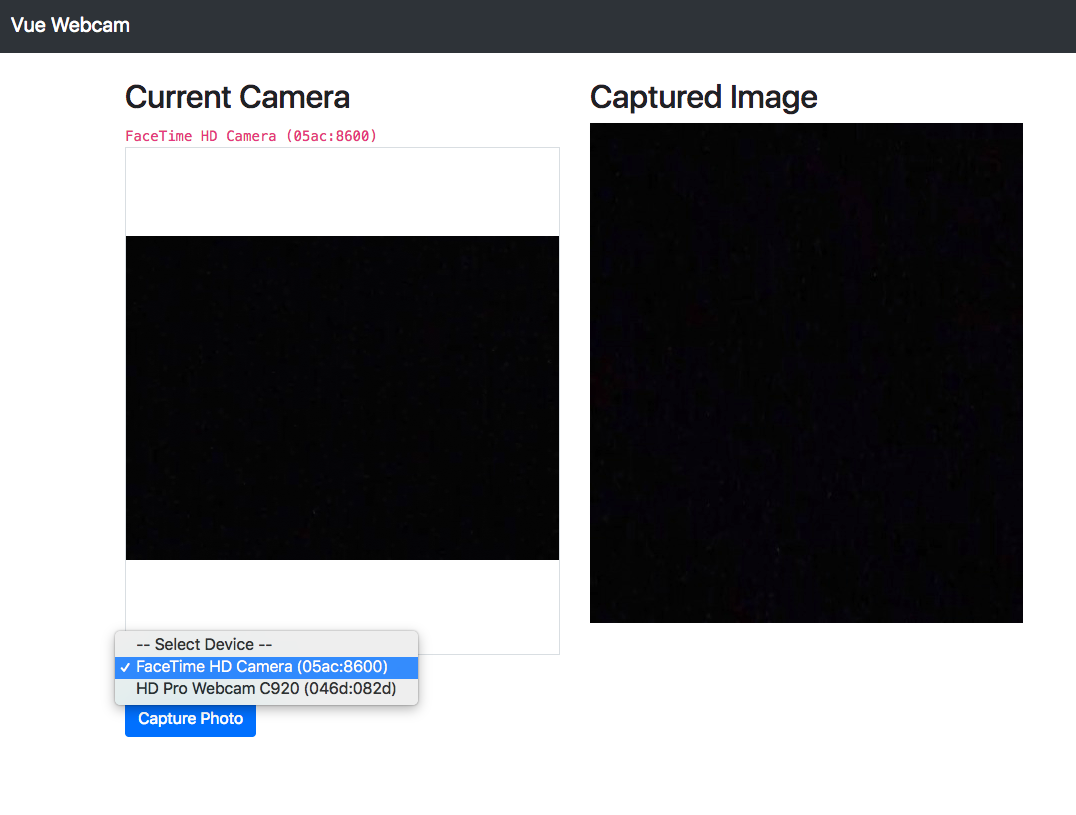 Vue Webcam
Current Camera
FaceTime HD Camera (05ac:8600)
Captured Image
-- Select Device --
✓ FaceTime HD Camera (05ac:8600)
HD Pro Webcam C920 (046d:082d)
Capture Photo